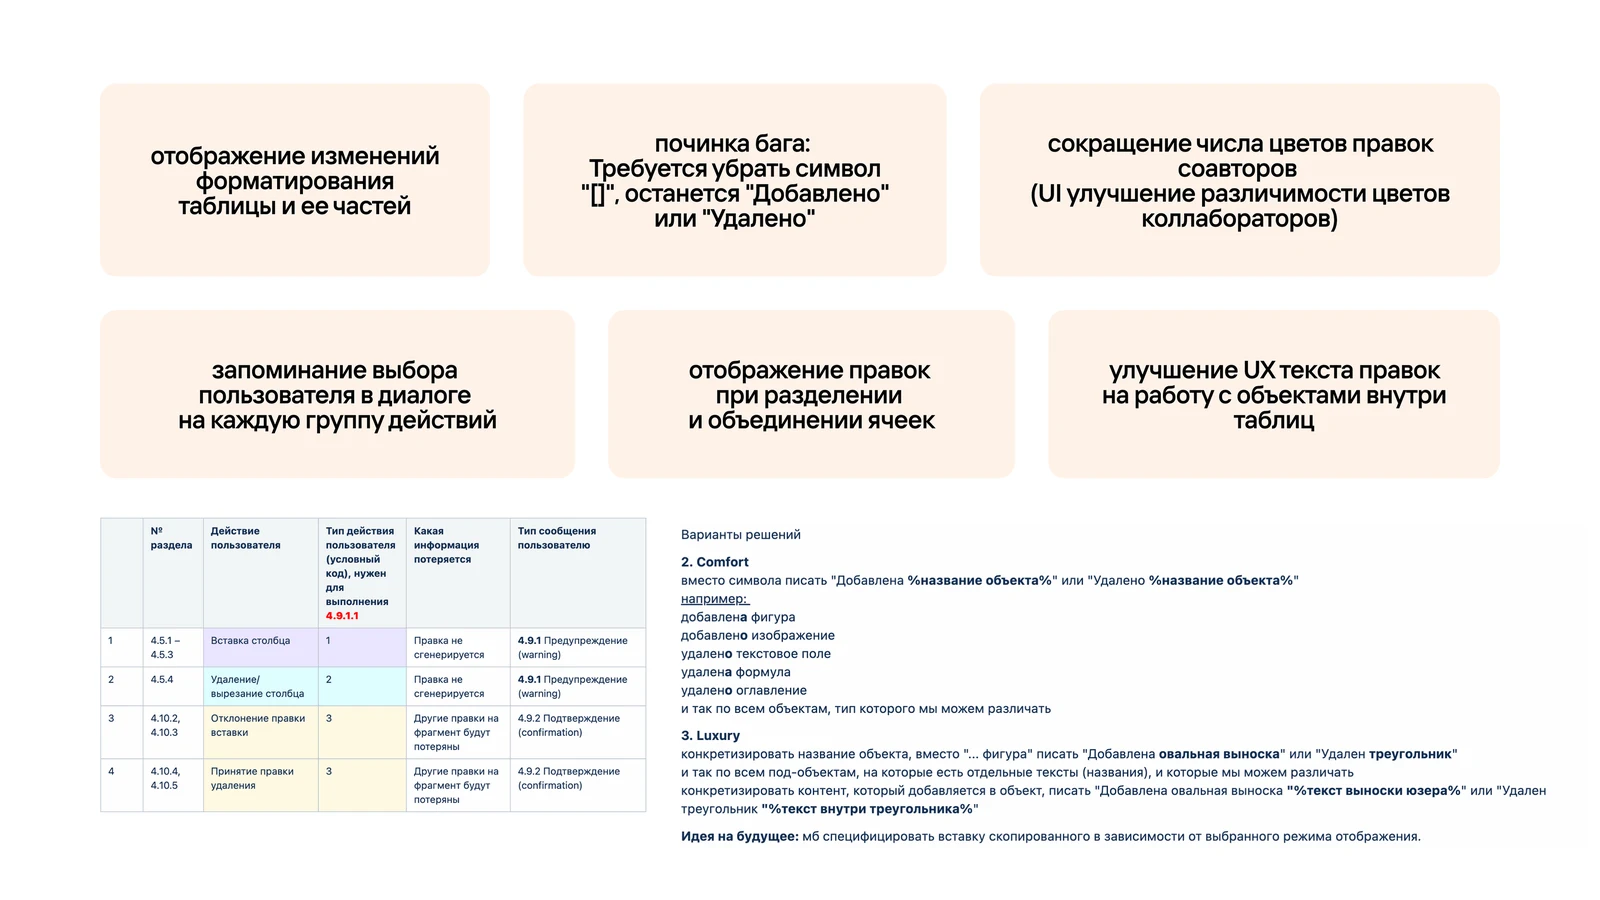 отображение изменений
форматирования
таблицы и ее частей
починка бага:
Требуется убрать символ
"[]", останется "Добавлено"
или "Удалено"
сокращение числа цветов правок
соавторов
(UI улучшение различимости цветов
коллабораторов)
запоминание выбора
пользователя в диалоге
на каждую группу действий
отображение правок
при разделении
и объединении ячеек
улучшение UX текста правок
на работу с объектами внутри
таблиц
№
раздела
Действие
пользователя
Тип действия
пользователя
(условный
код), нужен
для
выполнения
4.9.1.1
Какая
информация
потеряется
Тип сообщения
пользователю
1
4.5.1 –
4.5.3
Вставка столбца
1
Правка не
сгенерируется
4.9.1 Предупреждение
(warning)
2
4.5.4
Удаление/
вырезание столбца
2
Правка не
сгенерируется
4.9.1 Предупреждение
(warning)
3
4.10.2,
4.10.3
Отклонение правки
вставки
3
Другие правки на
фрагмент будут
потеряны
4.9.2 Подтверждение
(confirmation)
4
4.10.4,
4.10.5
Принятие правки
удаления
3
Другие правки на
фрагмент будут
потеряны
4.9.2 Подтверждение
(confirmation)
Варианты решений
2. Comfort
вместо символа писать "Добавлена %название объекта%" или "Удалено %название объекта%"
например:
добавлена фигура
добавлено изображение
удалено текстовое поле
удалена формула
удалено оглавление
и так по всем объектам, тип которого мы можем различать
3. Luxury
конкретизировать название объекта, вместо "... фигура" писать "Добавлена овальная выноска" или "Удален треугольник"
и так по всем под-объектам, на которые есть отдельные тексты (названия), и которые мы можем различать
конкретизировать контент, который добавляется в объект, писать "Добавлена овальная выноска "%текст выноски юзера%" или "Удален
треугольник "%текст внутри треугольника%"
Идея на будущее: мб специфицировать вставку скопированного в зависимости от выбранного режима отображения.